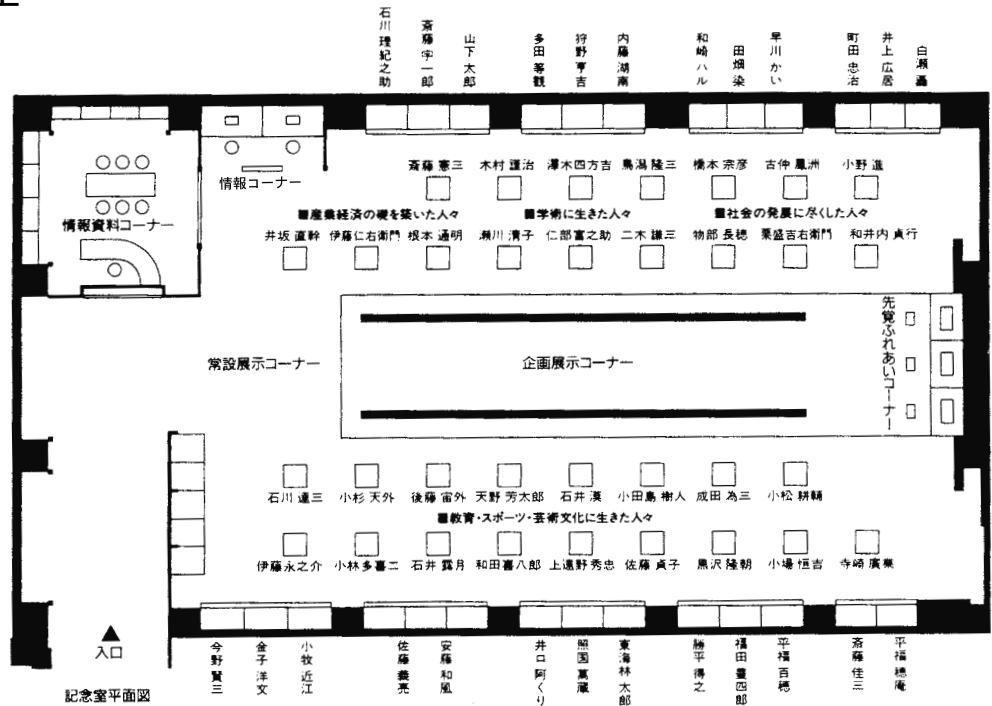 石川 理紀之助
斎藤 宇一郎
山下 太郎
多田 等観
狩野 亨吉
内藤 湖南
和崎 ハル
田畑 染
早川 かい
町田 忠治
井上 広居
白瀬 矗
斎藤 憲三 木村 謹治 澤木四方吉 鳥潟 隆三 橋本 宗彦 古仲 鳳洲 小野 進
情報コーナー
情報資料コーナー
■産業経済の礎を築いた人々 ■学術に生きた人々 ■社会の発展に尽くした人々
井坂 直幹 伊藤仁右衛門 根本 通明 瀬川 清子 仁部富之助 二木 謙三 物部 長穂 栗盛吉右衛門 和井内 貞行
常設展示コーナー
企画展示コーナー
先覚ふれあいコーナー
石川 達三 小杉 天外 後藤 宙外 天野 芳太郎 石井 漠 小田島 樹人 成田 為三 小松 耕輔
■教育・スポーツ・芸術文化に生きた人々
伊藤永之介 小林多喜二 石井 露月 和田喜八郎 上遠野秀忠 佐藤 貞子 黒沢 隆朝 小場 恒吉 寺崎 廣業
▲
入口
今野 賢三
金子 洋文
小牧 近江
佐藤 義亮
安藤 和風
井口 阿くり
照国 萬蔵
東海林 太郎
勝平 得之
福田 豊四郎
平福 百穂
斎藤 佳三
平福 穂庵
記念室平面図